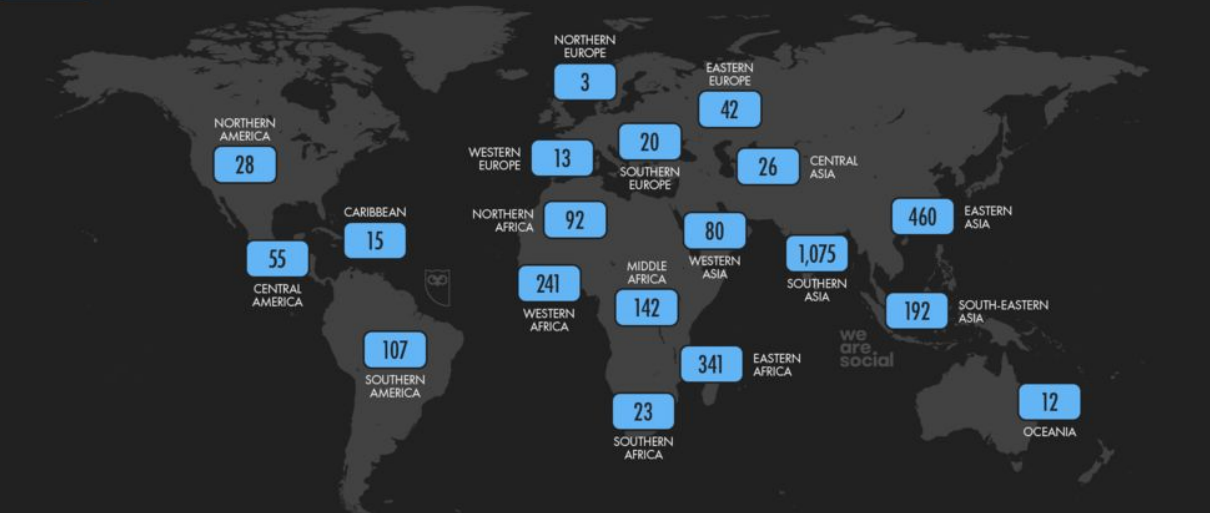 NORTHERN
EUROPE
3
EASTERN
EUROPE
42
NORTHERN
AMERICA
28
WESTERN
EUROPE
13
20
SOUTHERN
EUROPE
26
CENTRAL
ASIA
CARIBBEAN
15
NORTHERN
AFRICA
92
80
WESTERN
ASIA
460
EASTERN
ASIA
55
CENTRAL
AMERICA
241
WESTERN
AFRICA
MIDDLE
AFRICA
142
1,075
SOUTHERN
ASIA
192
SOUTH-EASTERN
ASIA
we
are
social
107
SOUTHERN
AMERICA
341
EASTERN
AFRICA
23
SOUTHERN
AFRICA
12
OCEANIA